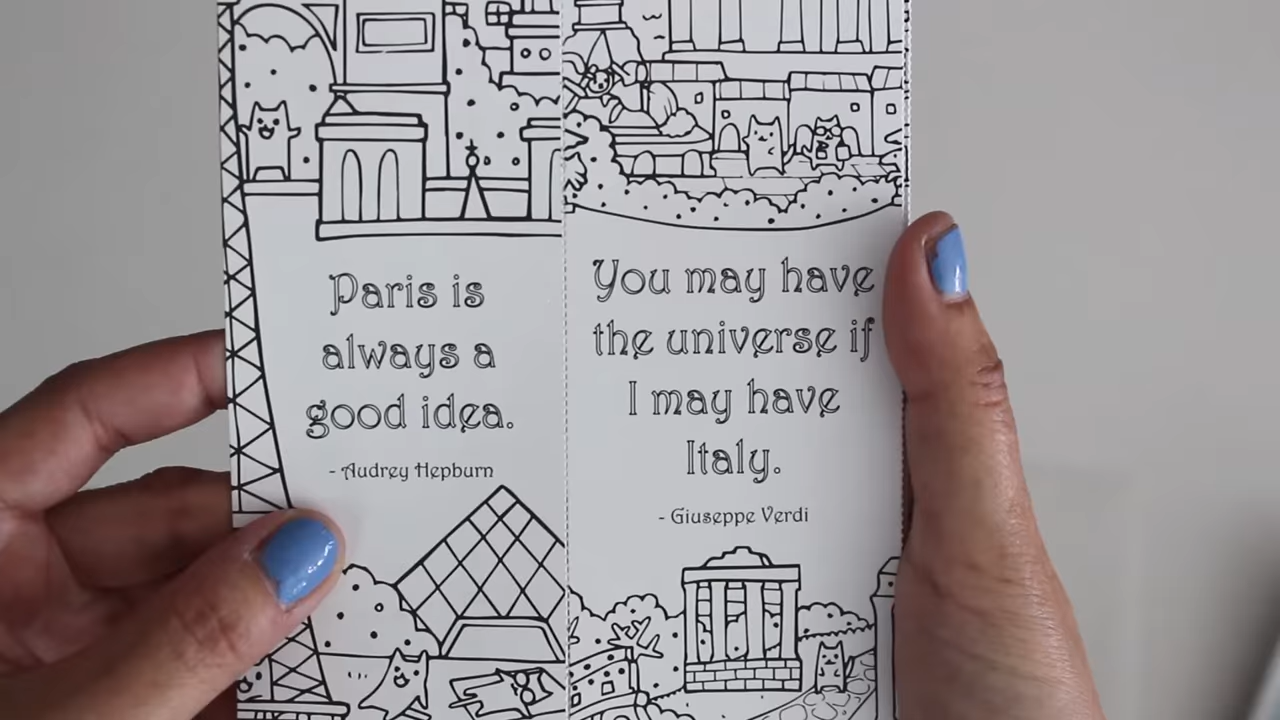 Paris is
always a
good idea.
- Audrey Hepburn
You may have
the universe if
I may have
Italy.
- Giuseppe Verdi